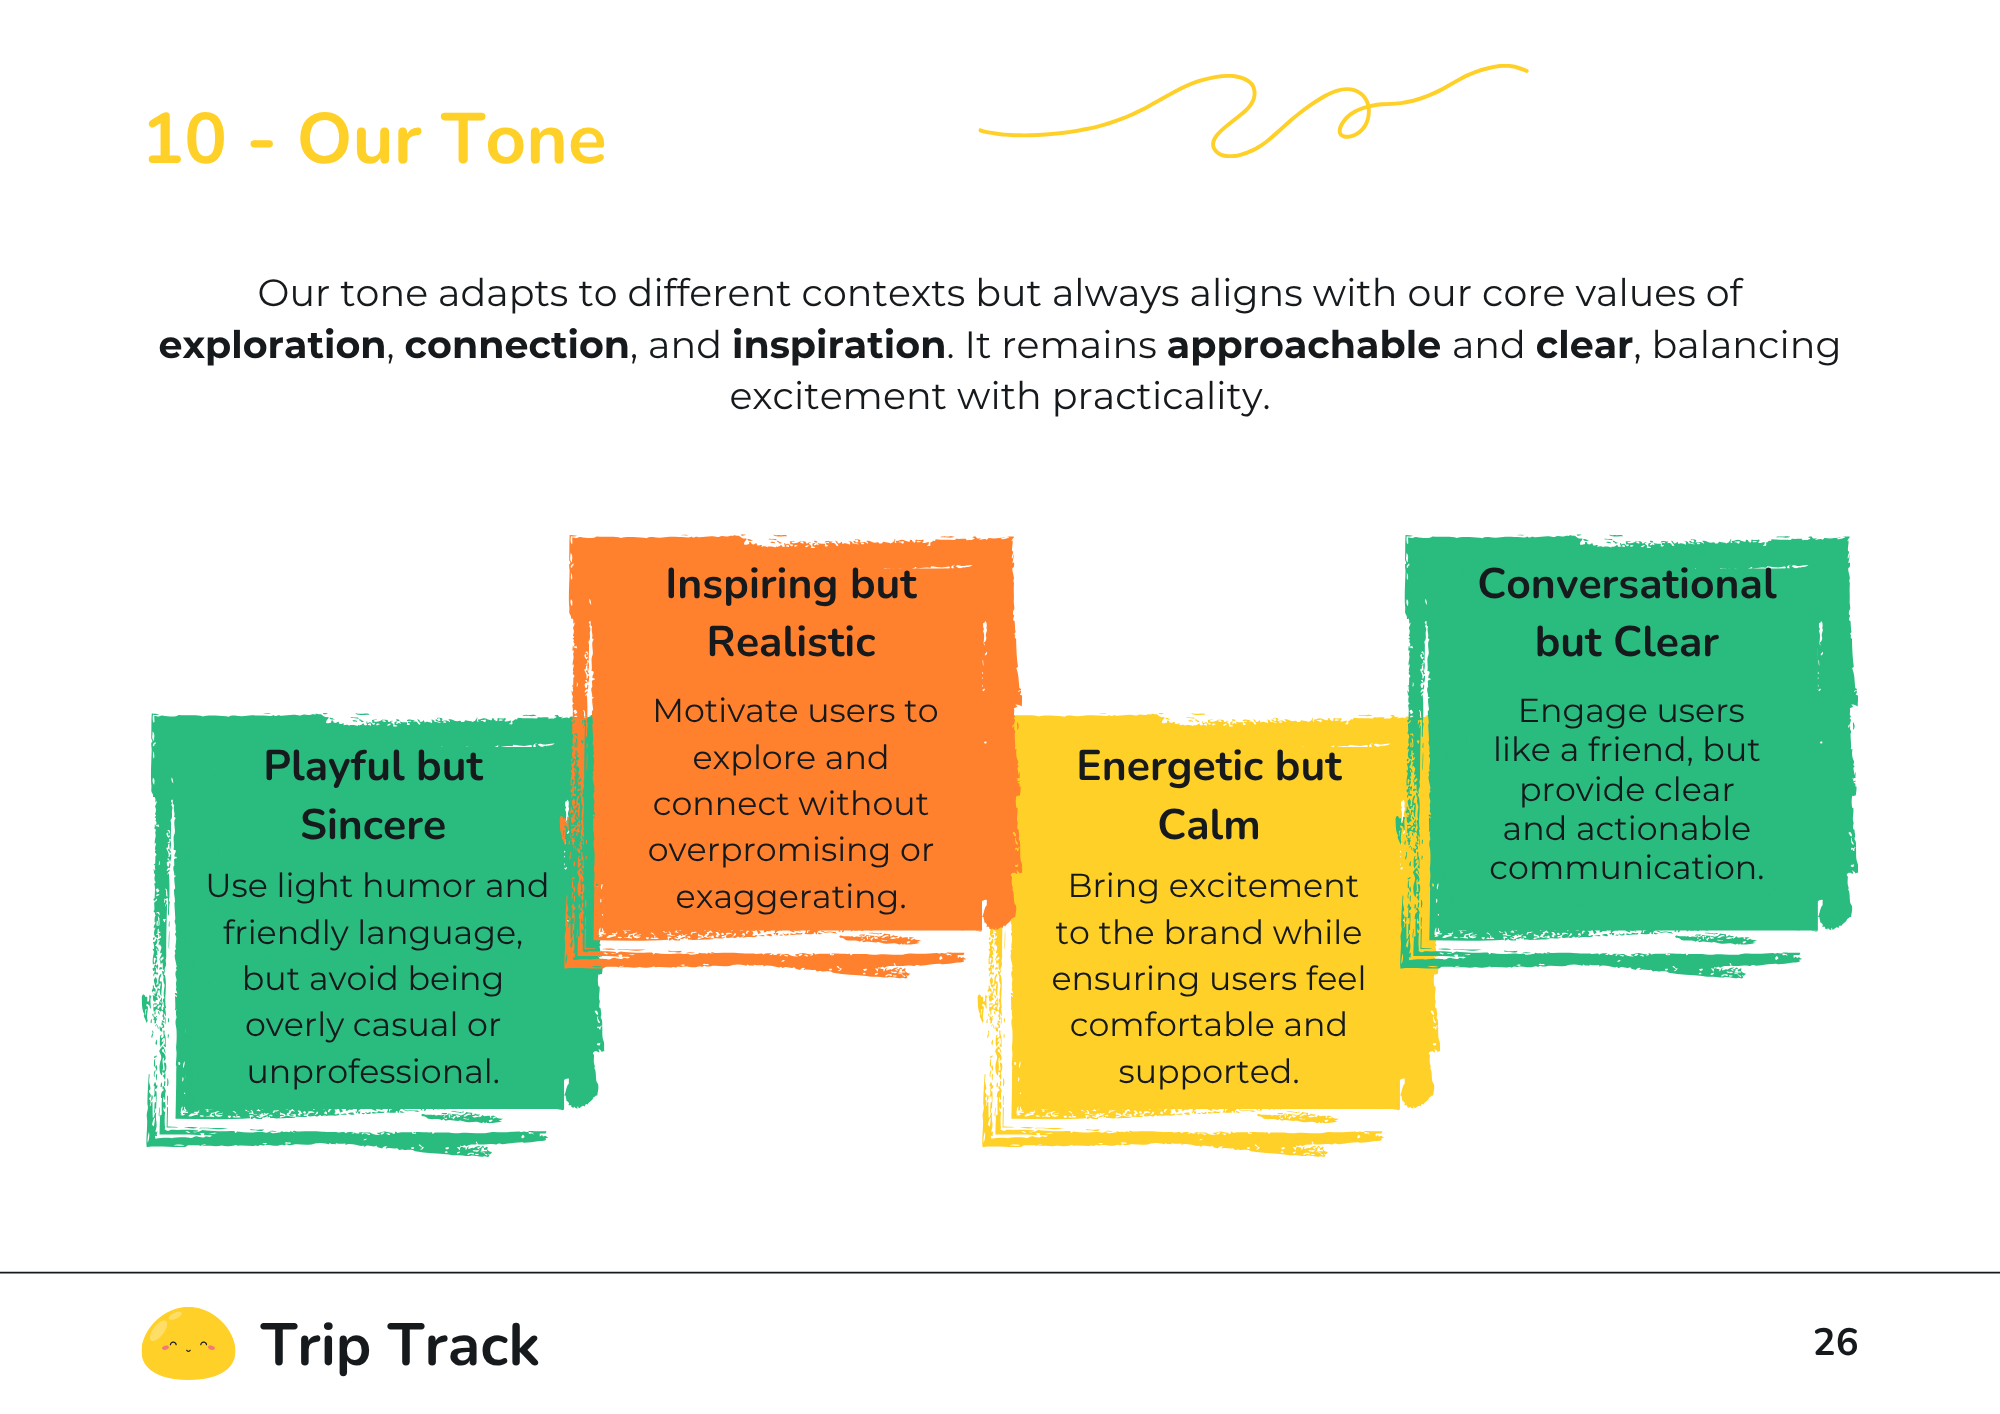 10 - Our Tone
Our tone adapts to different contexts but always aligns with our core values of
exploration, connection, and inspiration. It remains approachable and clear, balancing
excitement with practicality.
Playful but
Sincere
Use light humor and
friendly language,
but avoid being
overly casual or
unprofessional.
Inspiring but
Realistic
Motivate users to
explore and
connect without
overpromising or
exaggerating.
Energetic but
Calm
Bring excitement
to the brand while
ensuring users feel
comfortable and
supported.
Conversational
but Clear
Engage users
like a friend, but
provide clear
and actionable
communication.
Trip Track
26